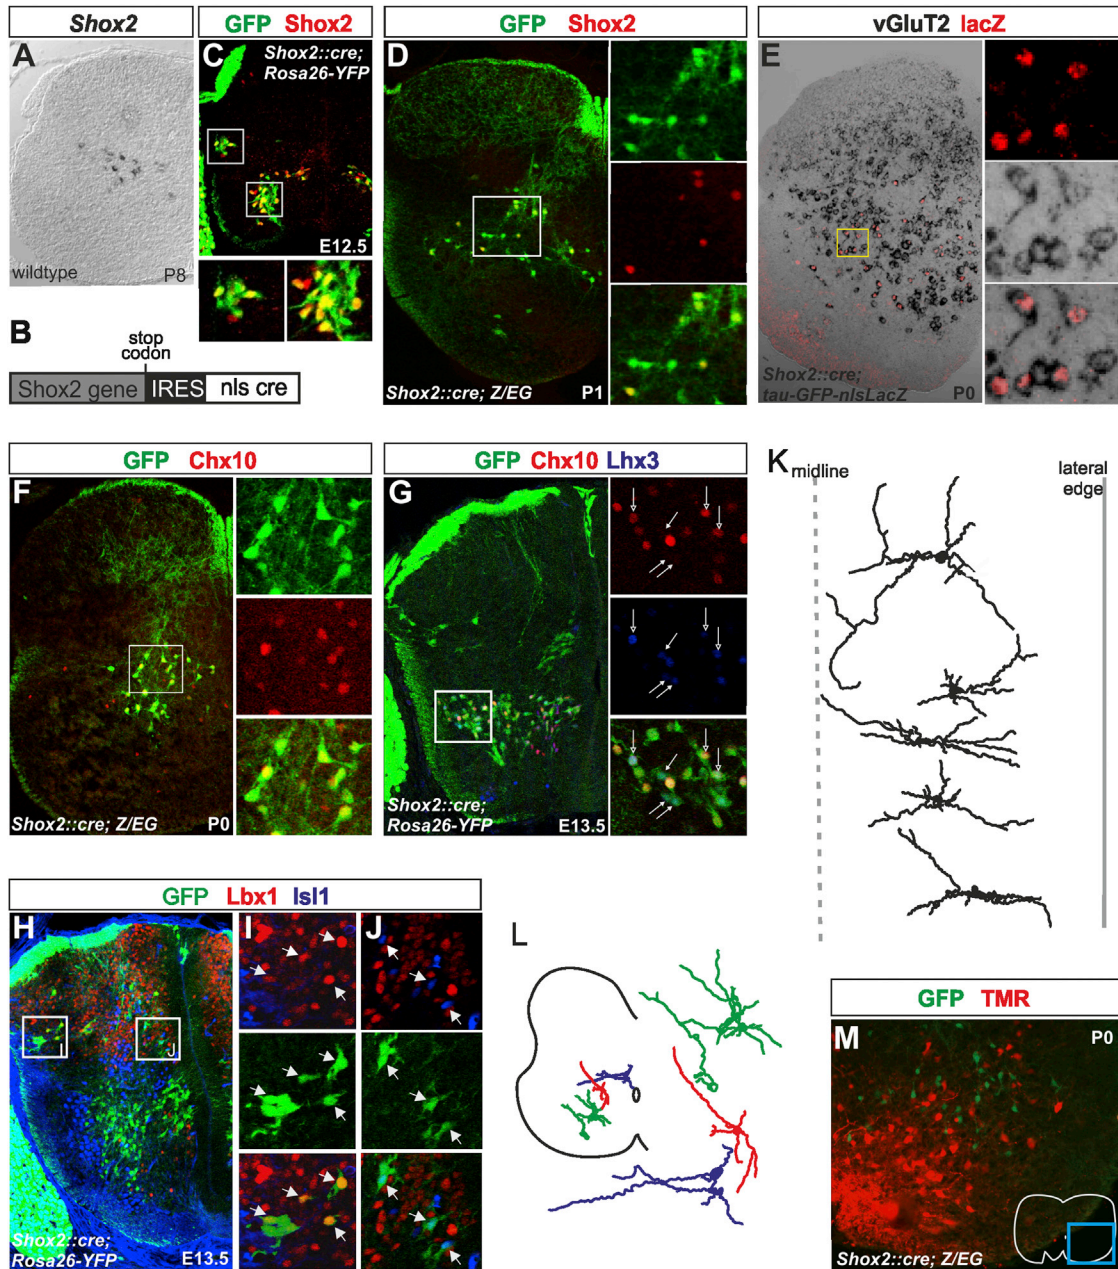 Shox2
A
wildtype
P8
B
stop
codon
Shox2 gene
IRES
nls cre
GFP Shox2
C
Shox2::cre;
Rosa26-YFP
E12.5
GFP Shox2
D
Shox2::cre; Z/EG
P1
vGluT2 lacZ
E
Shox2::cre;
tau-GFP-nlsLacZ
P0
GFP Chx10
F
Shox2::cre; Z/EG
P0
GFP Chx10 Lhx3
G
Shox2::cre;
Rosa26-YFP
E13.5
K
midline
lateral
edge
GFP Lbx1 Isl1
H
I
J
Shox2::cre;
Rosa26-YFP
E13.5
I
J
L
GFP TMR
M
P0
Shox2::cre; Z/EG